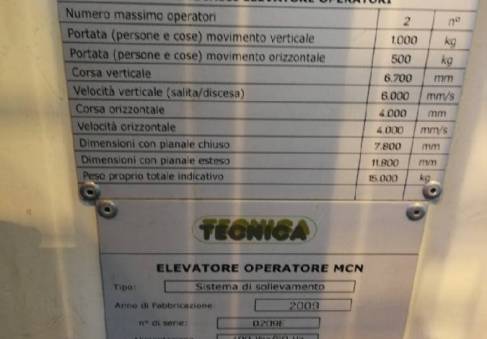 ELEVATORE OPERATORI
Numero massimo operatori 2 n°
Portata (persone e cose) movimento verticale 1.000 kg
Portata (persone e cose) movimento orizzontale 500 kg
Corsa verticale 6.700 mm
Velocità verticale (salita/discesa) 6.000 mm/s
Corsa orizzontale 4.000 mm
Velocità orizzontale 4.000 mm/s
Dimensioni con pianale chiuso 7.800 mm
Dimensioni con pianale esteso 11.800 mm
Peso proprio totale indicativo 15.000 kg
TECNICA
ELEVATORE OPERATORE MCN
Tipo: Sistema di sollevamento
Anno di Fabbricazione: 2009
n° di serie: 0209E